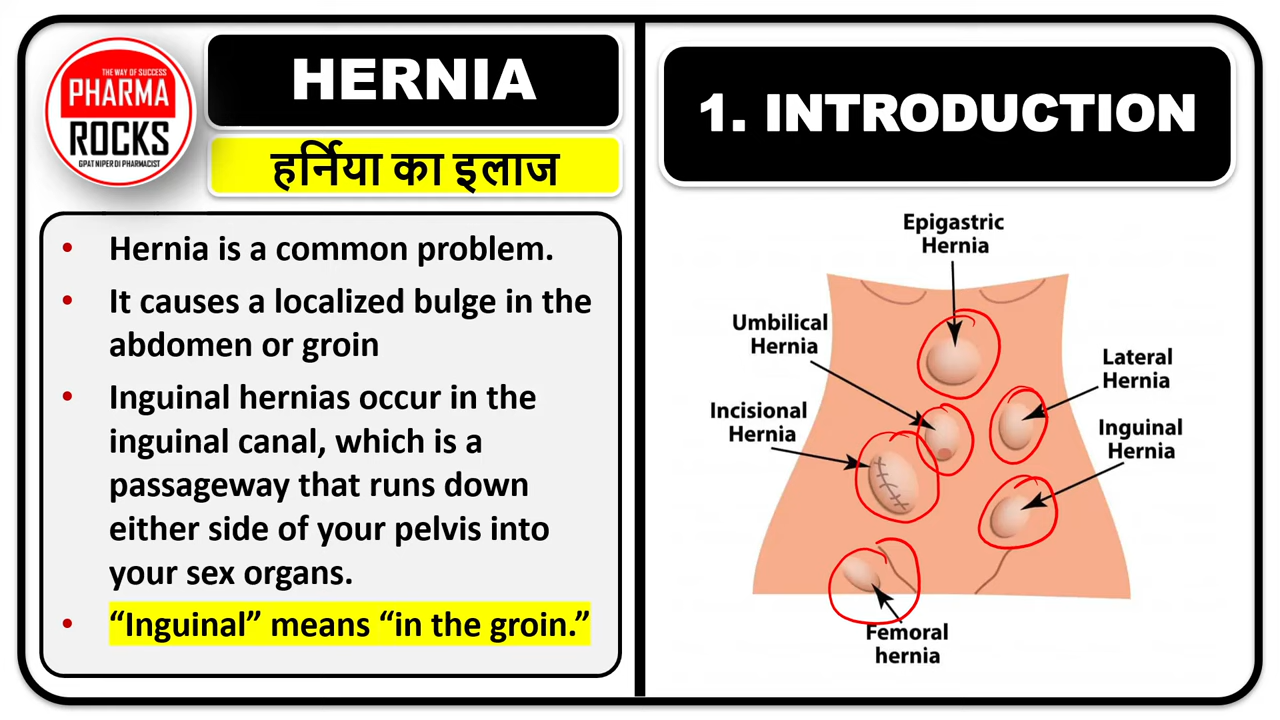 THE WAY OF SUCCESS
PHARMA
ROCKS
GPAT NIPER DI PHARMACIST
HERNIA
हर्निया का इलाज
• Hernia is a common problem.
• It causes a localized bulge in the
abdomen or groin
• Inguinal hernias occur in the
inguinal canal, which is a
passageway that runs down
either side of your pelvis into
your sex organs.
• “Inguinal” means “in the groin.”
1. INTRODUCTION
Epigastric
Hernia
Umbilical
Hernia
Lateral
Hernia
Incisional
Hernia
Inguinal
Hernia
Femoral
hernia